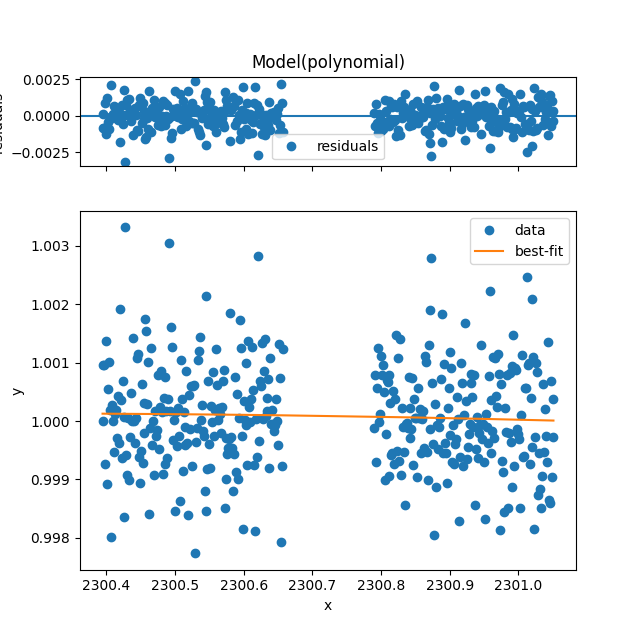 Model(polynomial)
0.0025
0.0000
−0.0025
residuals
residuals
1.003
1.002
1.001
1.000
0.999
0.998
y
data
best-fit
2300.4
2300.5
2300.6
2300.7
2300.8
2300.9
2301.0
x